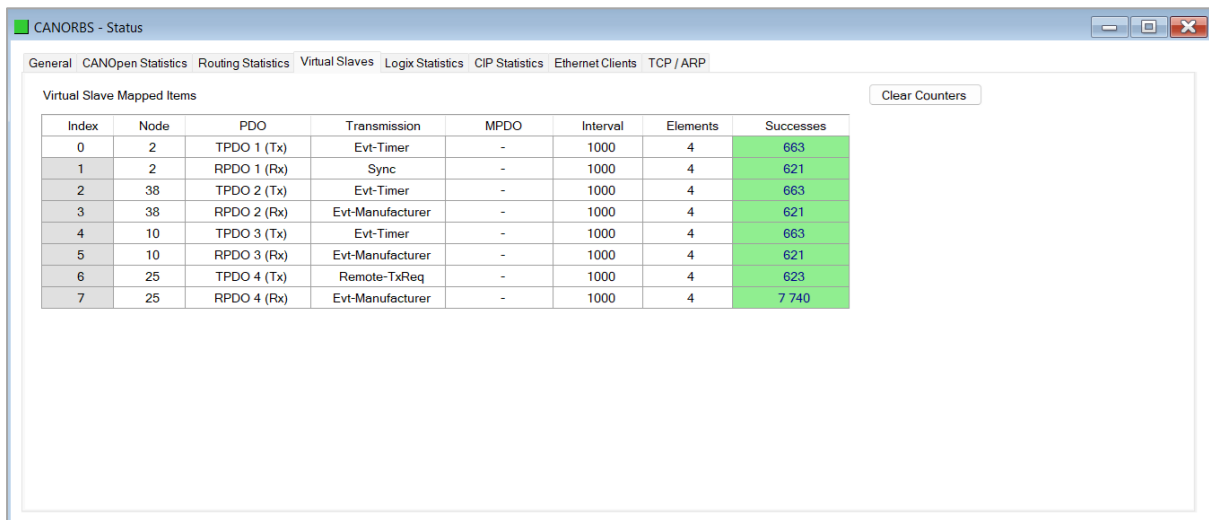 CANORBS - Status
General CANOpen Statistics Routing Statistics Virtual Slaves Logix Statistics CIP Statistics Ethernet Clients TCP / ARP
Virtual Slave Mapped Items Clear Counters
Index Node PDO Transmission MPDO Interval Elements Successes
0 2 TPDO 1 (Tx) Evt-Timer - 1000 4 663
1 2 RPDO 1 (Rx) Sync - 1000 4 621
2 38 TPDO 2 (Tx) Evt-Timer - 1000 4 663
3 38 RPDO 2 (Rx) Evt-Manufacturer - 1000 4 621
4 10 TPDO 3 (Tx) Evt-Timer - 1000 4 663
5 10 RPDO 3 (Rx) Evt-Manufacturer - 1000 4 621
6 25 TPDO 4 (Tx) Remote-TxReq - 1000 4 623
7 25 RPDO 4 (Rx) Evt-Manufacturer - 1000 4 7 740